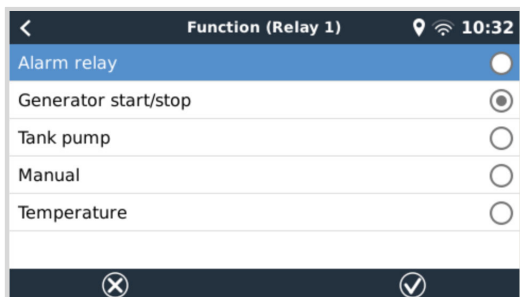 Function (Relay 1) 10:32
Alarm relay
Generator start/stop
Tank pump
Manual
Temperature